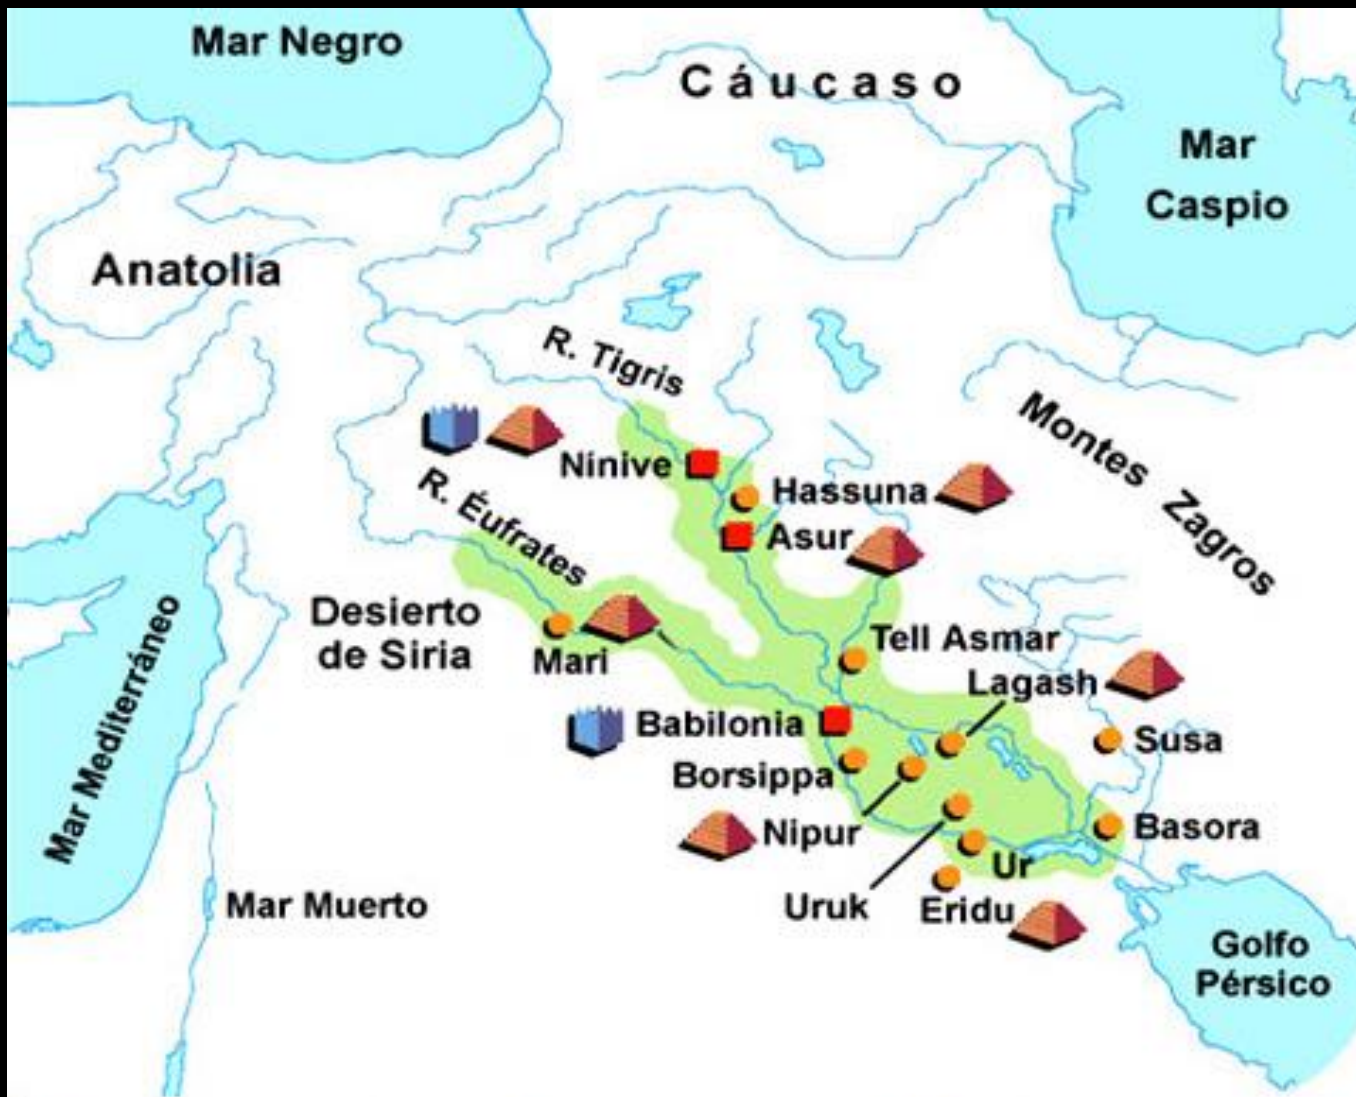 Mar Negro
Cáucaso
Mar
Caspio
Anatolia
R. Tigris
Montes Zagros
Ninive
Hassuna
R. Éufrates
Asur
Desierto
de Siria
Mari
Tell Asmar
Lagash
Mar Mediterráneo
Babilonia
Susa
Borsippa
Nipur
Basora
Ur
Uruk
Eridu
Mar Muerto
Golfo
Pérsico